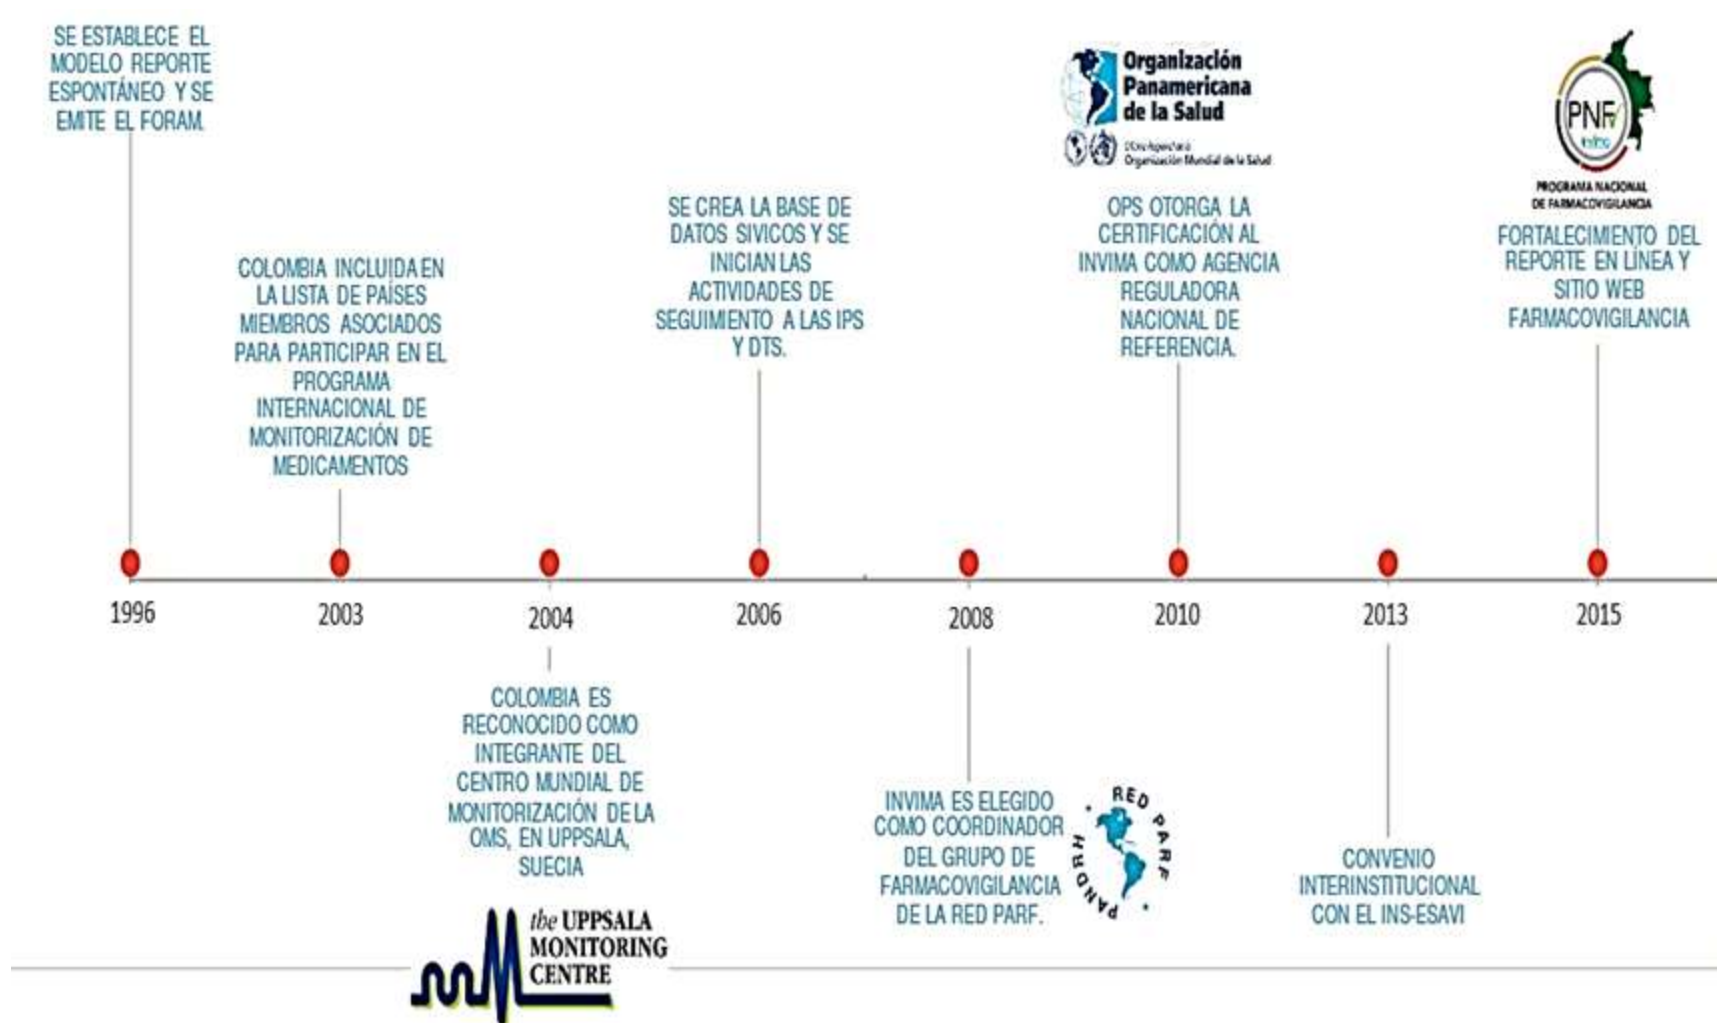 SE ESTABLECE EL
MODELO REPORTE
ESPONTÁNEO Y SE
EMITE EL FORAM.
COLOMBIA INCLUIDA EN
LA LISTA DE PAÍSES
MIEMBROS ASOCIADOS
PARA PARTICIPAR EN EL
PROGRAMA
INTERNACIONAL DE
MONITORIZACIÓN DE
MEDICAMENTOS
SE CREA LA BASE DE
DATOS SIVICOS Y SE
INICIAN LAS
ACTIVIDADES DE
SEGUIMENTO A LAS IPS
Y DTS.
Organización
Panamericana
de la Salud
Organización Mundial de la Salud
OPS OTORGA LA
CERTIFICACIÓN AL
INVIMA COMO AGENCIA
REGULADORA
NACIONAL DE
REFERENCIA.
PNF
PROGRAMA NACIONAL
DE FARMACOVIGILANCIA
FORTALECIMIENTO DEL
REPORTE EN LÍNEA Y
SITIO WEB
FARMACOVIGILANCIA
1996
2003
2004
2006
2008
2010
2013
2015
COLOMBIA ES
RECONOCIDO COMO
INTEGRANTE DEL
CENTRO MUNDIAL DE
MONITORIZACIÓN DE LA
OMS, EN UPPSALA,
SUECIA
the UPPSALA
MONITORING
CENTRE
INVIMA ES ELEGIDO
COMO COORDINADOR
DEL GRUPO DE
FARMACOVIGILANCIA
DE LA RED PARF.
RED PARF
PANDRH
CONVENIO
INTERINSTITUCIONAL
CON EL INS-ESAVI